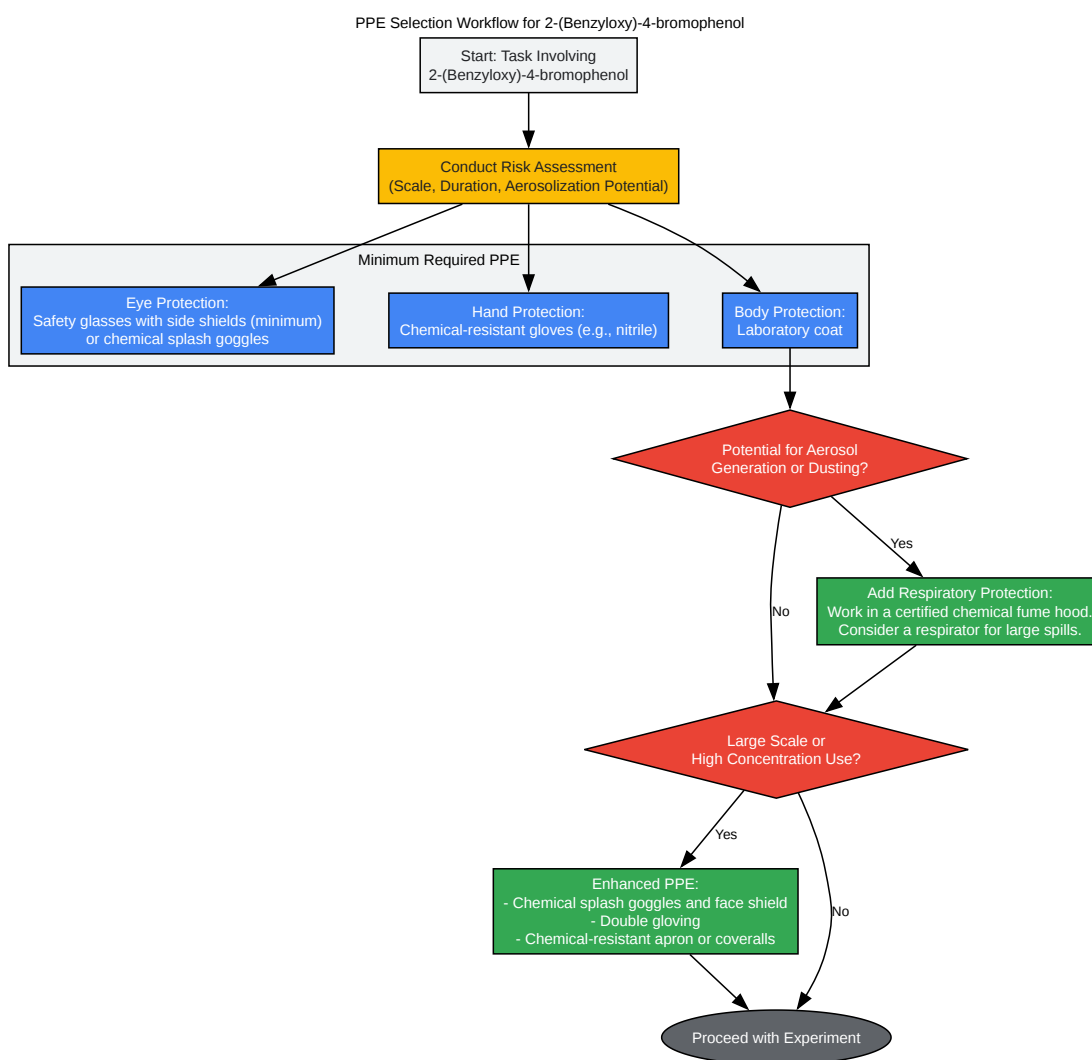 PPE Selection Workflow for 2-(Benzyloxy)-4-bromophenol
Start: Task Involving
2-(Benzyloxy)-4-bromophenol
Conduct Risk Assessment
(Scale, Duration, Aerosolization Potential)
Minimum Required PPE
Eye Protection:
Safety glasses with side shields (minimum)
or chemical splash goggles
Hand Protection:
Chemical-resistant gloves (e.g., nitrile)
Body Protection:
Laboratory coat
Potential for Aerosol
Generation or Dusting?
Yes
Add Respiratory Protection:
Work in a certified chemical fume hood.
Consider a respirator for large spills.
No
Large Scale or
High Concentration Use?
Yes
Enhanced PPE:
- Chemical splash goggles and face shield
- Double gloving
- Chemical-resistant apron or coveralls
No
Proceed with Experiment